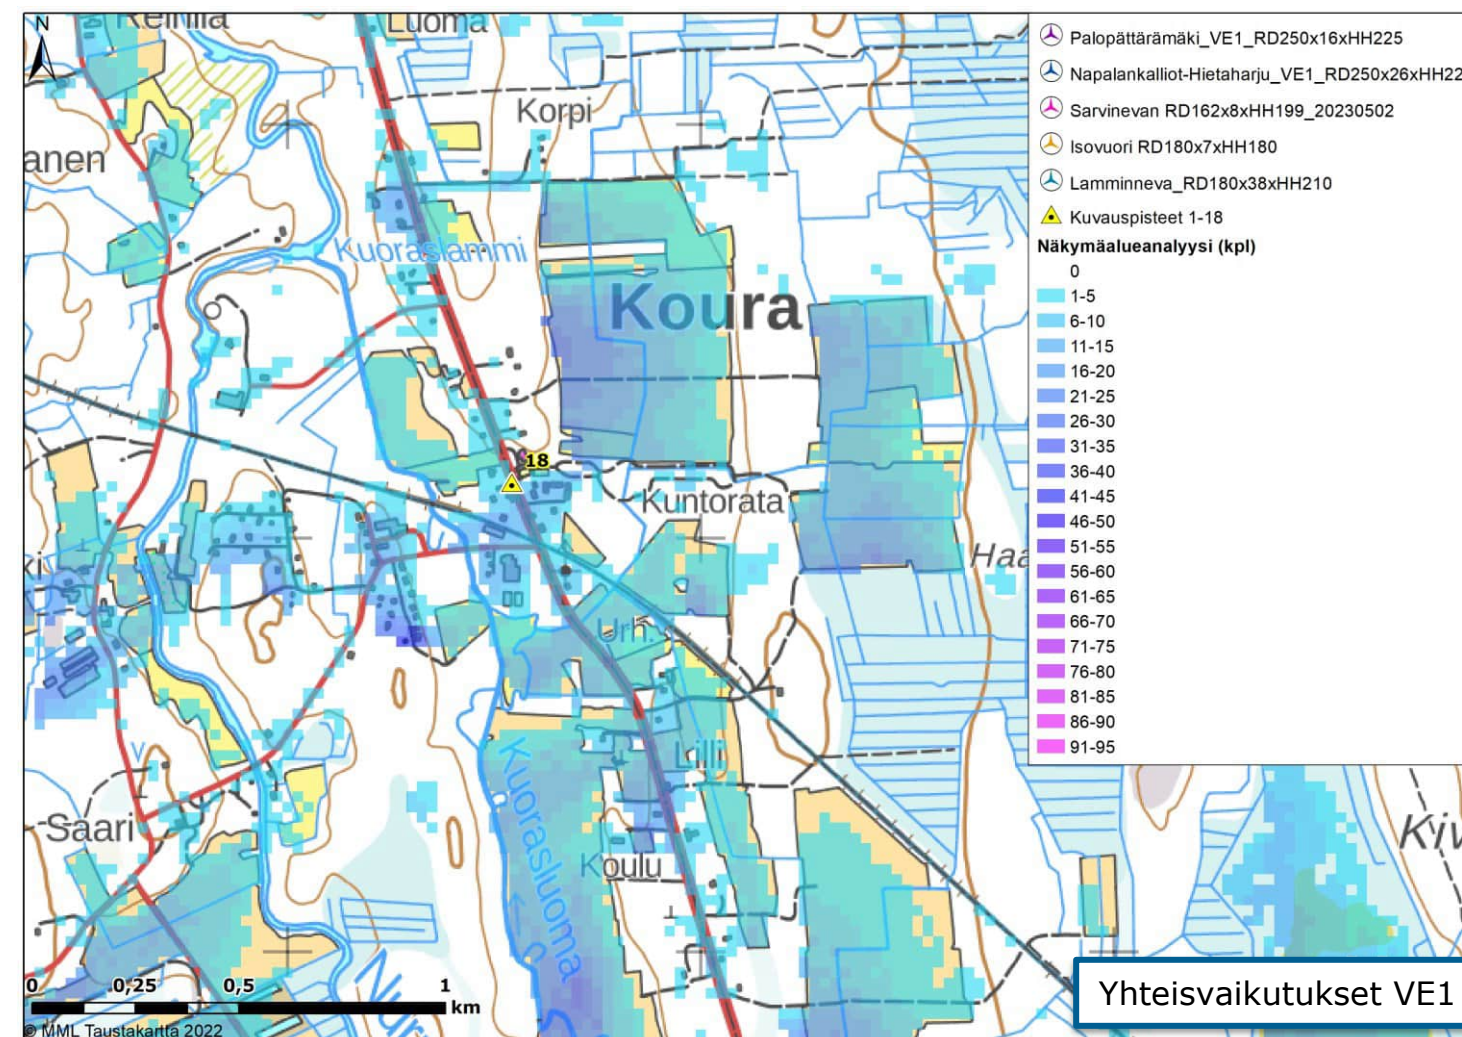 N
Reinilä
Luoma
Korpi
anen
Kuoraslammi
Koura
18
Kuntorata
Haa
ki
Urh.
V
Lilli
Kuorasluoma
Saari
Koulu
Kiv
Nur
0 0,25 0,5 1
km
© MML Taustakartta 2022
Palopättärämäki_VE1_RD250x16xHH225
Napalankalliot-Hietaharju_VE1_RD250x26xHH22
Sarvinevan RD162x8xHH199_20230502
Isovuori RD180x7xHH180
Lamminneva_RD180x38xHH210
Kuvauspisteet 1-18
Näkymäalueanalyysi (kpl)
0
1-5
6-10
11-15
16-20
21-25
26-30
31-35
36-40
41-45
46-50
51-55
56-60
61-65
66-70
71-75
76-80
81-85
86-90
91-95
Yhteisvaikutukset VE1